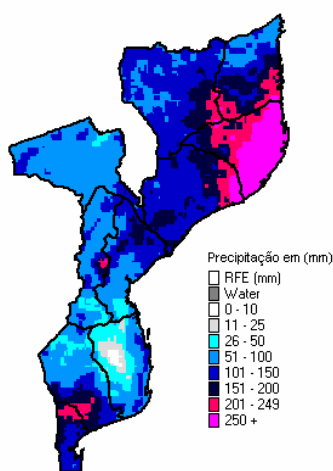 Precipitação em (mm)
RFE (mm)
Water
0 - 10
11 - 25
26 - 50
51 - 100
101 - 150
151 - 200
201 - 249
250 +